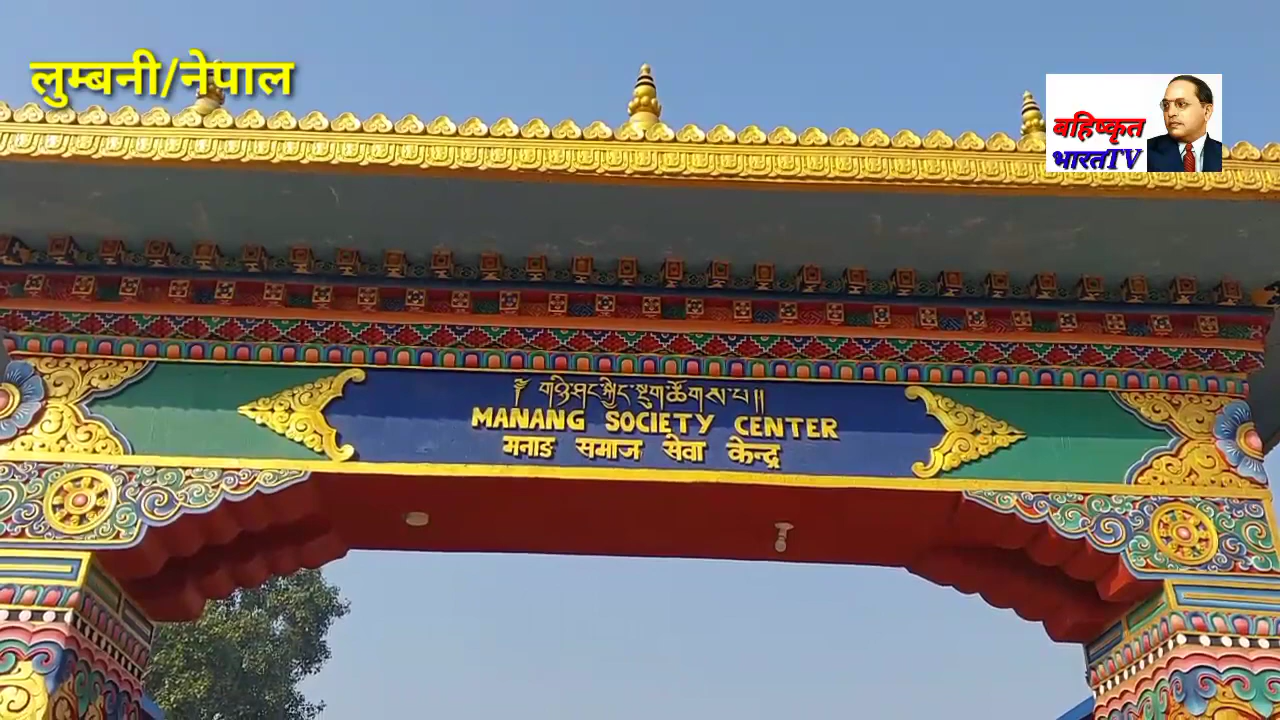 लुम्बनी/नेपाल
बहिष्कृत
भारतTV
MANANG SOCIETY CENTER
मनाङ समाज सेवा केन्द्र